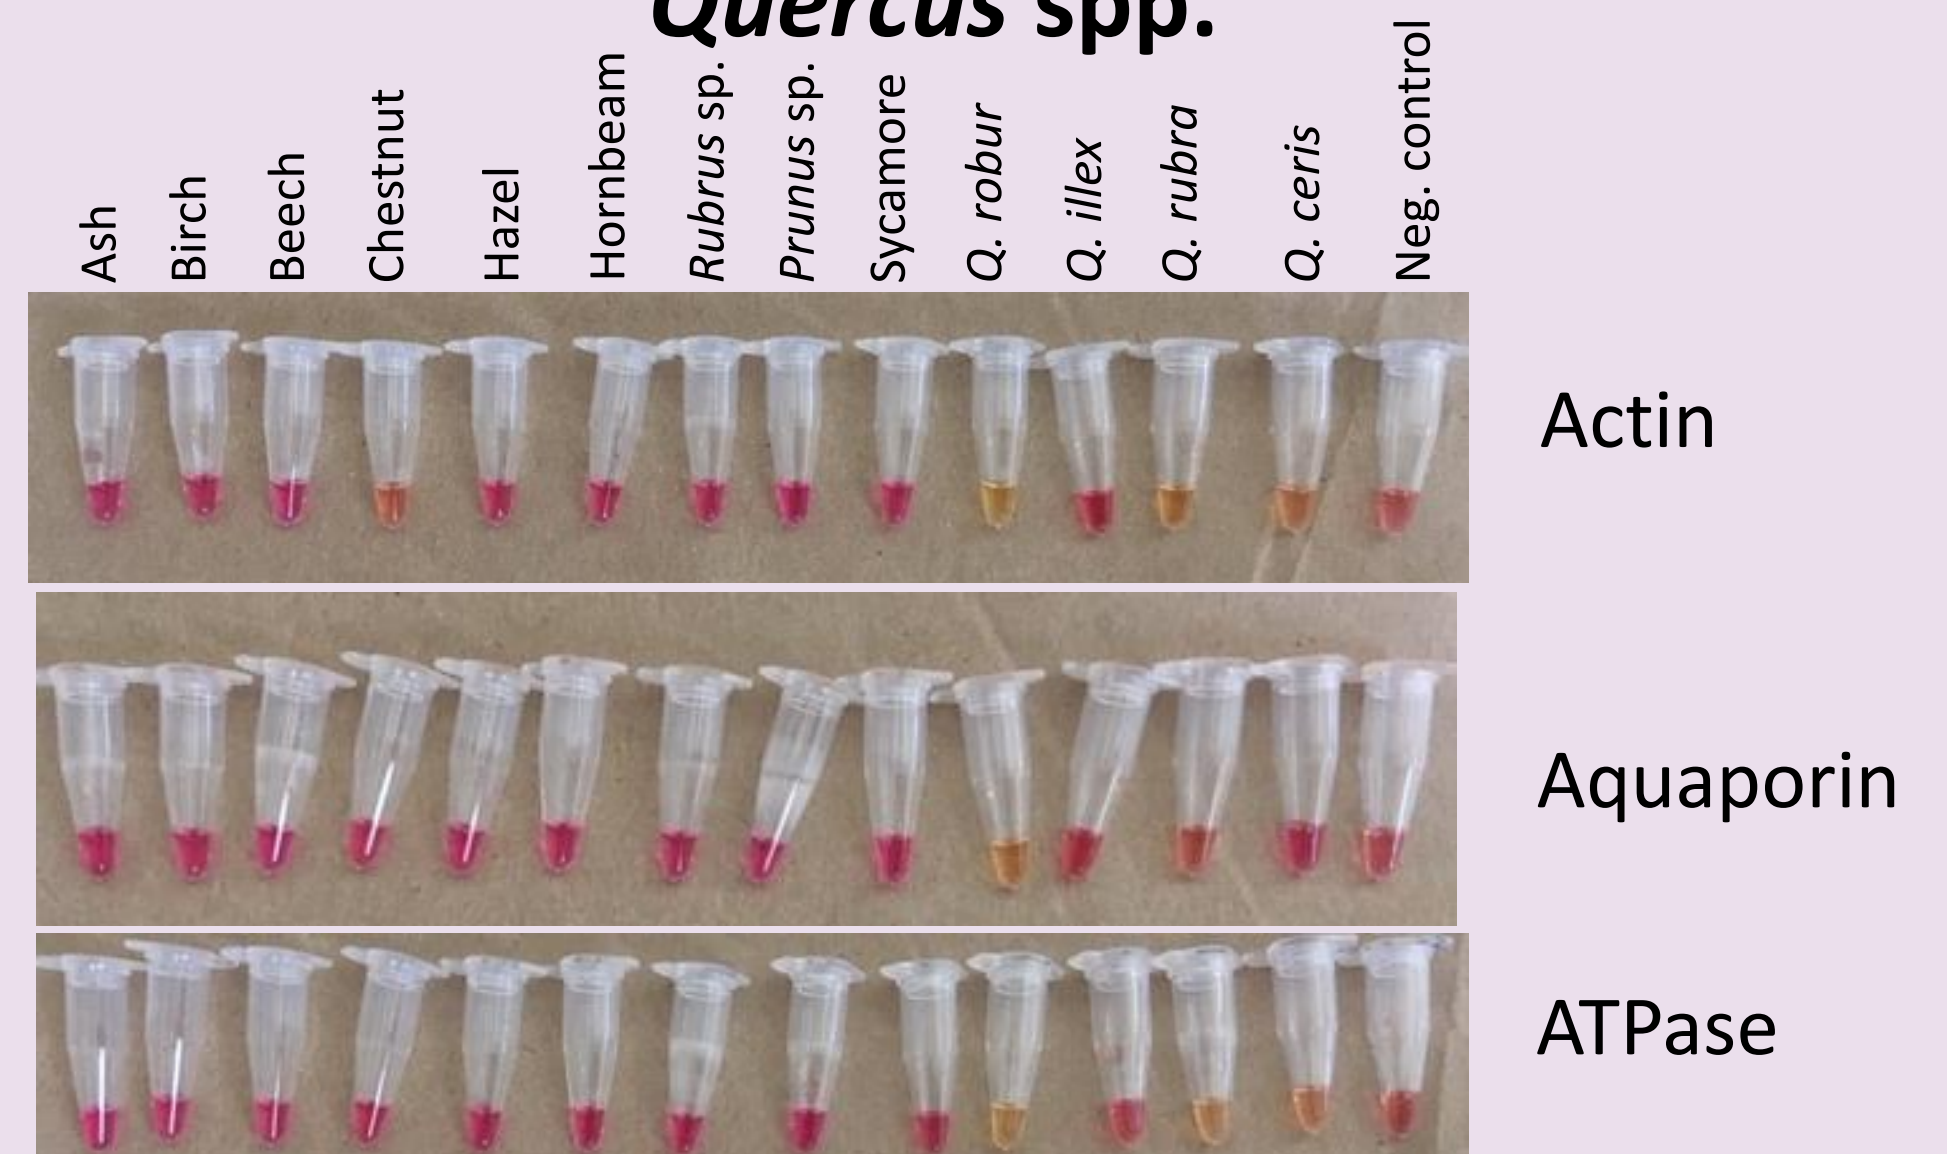 Quercus spp.
Ash
Birch
Beech
Chestnut
Hazel
Hornbeam
Rubrus sp.
Prunus sp.
Sycamore
Q. robur
Q. illex
Q. rubra
Q. ceris
Neg. control
Actin
Aquaporin
ATPase